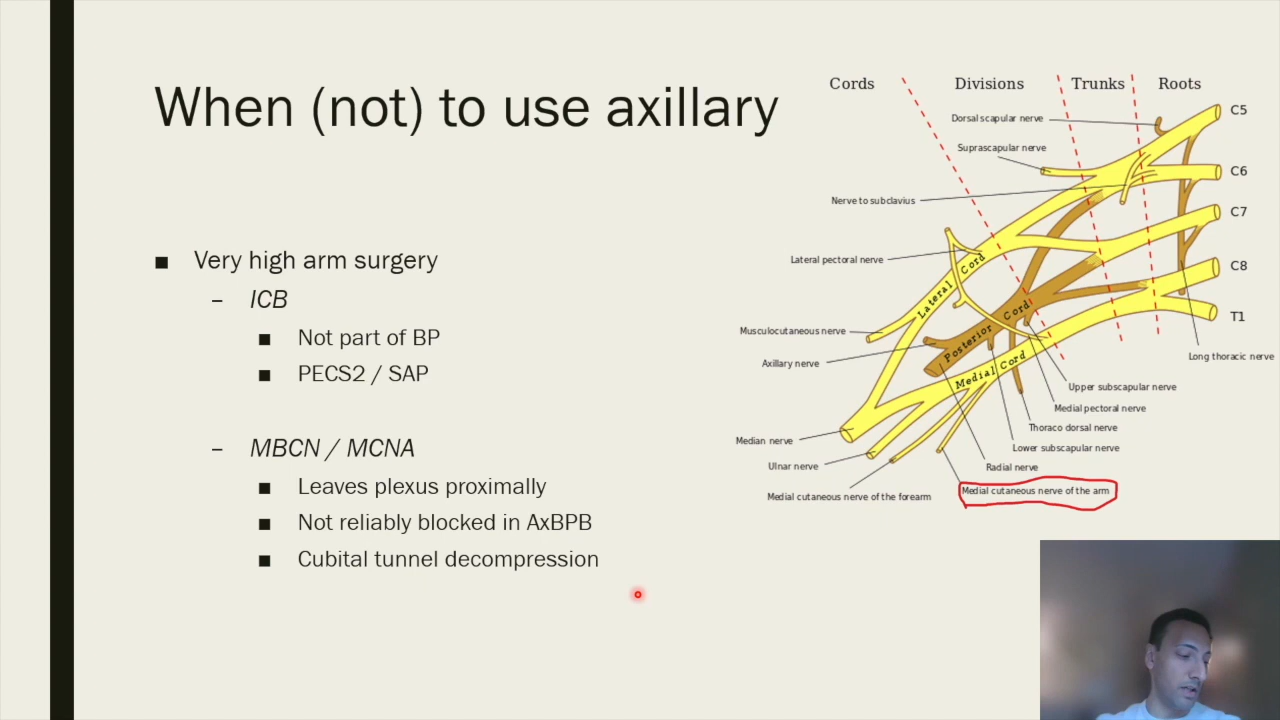 When (not) to use axillary
■ Very high arm surgery
– ICB
■ Not part of BP
■ PECS2 / SAP
– MBCN / MCNA
■ Leaves plexus proximally
■ Not reliably blocked in AxBPB
■ Cubital tunnel decompression
Cords Divisions Trunks Roots
Dorsal scapular nerve
Suprascapular nerve
Nerve to subclavius
Lateral pectoral nerve
Musculocutaneous nerve
Axillary nerve
Median nerve
Ulnar nerve
Medial cutaneous nerve of the forearm
Lateral Cord
Posterior Cord
Medial Cord
C5
C6
C7
C8
T1
Long thoracic nerve
Upper subscapular nerve
Medial pectoral nerve
Thoraco dorsal nerve
Lower subscapular nerve
Radial nerve
Medial cutaneous nerve of the arm